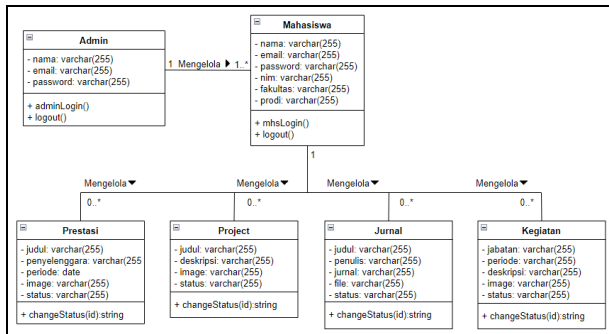 Admin
- nama: varchar(255)
- email: varchar(255)
- password: varchar(255)
+ adminLogin()
+ logout()
1 Mengelola 1..*
Mahasiswa
- nama: varchar(255)
- email: varchar(255)
- password: varchar(255)
- nim: varchar(255)
- fakultas: varchar(255)
- prodi: varchar(255)
+ mhsLogin()
+ logout()
1
Mengelola Mengelola Mengelola Mengelola
0..* 0..* 0..* 0..*
Prestasi
- judul: varchar(255)
- penyelenggara: varchar(255
- periode: date
- image: varchar(255)
- status: varchar(255)
+ changeStatus(id):string
Project
- judul: varchar(255)
- deskripsi: varchar(255)
- image: varchar(255)
- status: varchar(255)
+ changeStatus(id):string
Jurnal
- judul: varchar(255)
- penulis: varchar(255)
- jurnal: varchar(255)
- file: varchar(255)
- status: varchar(255)
+ changeStatus(id):string
Kegiatan
- jabatan: varchar(255)
- periode: varchar(255)
- deskripsi: varchar(255)
- image: varchar(255)
- status: varchar(255)
+ changeStatus(id):string